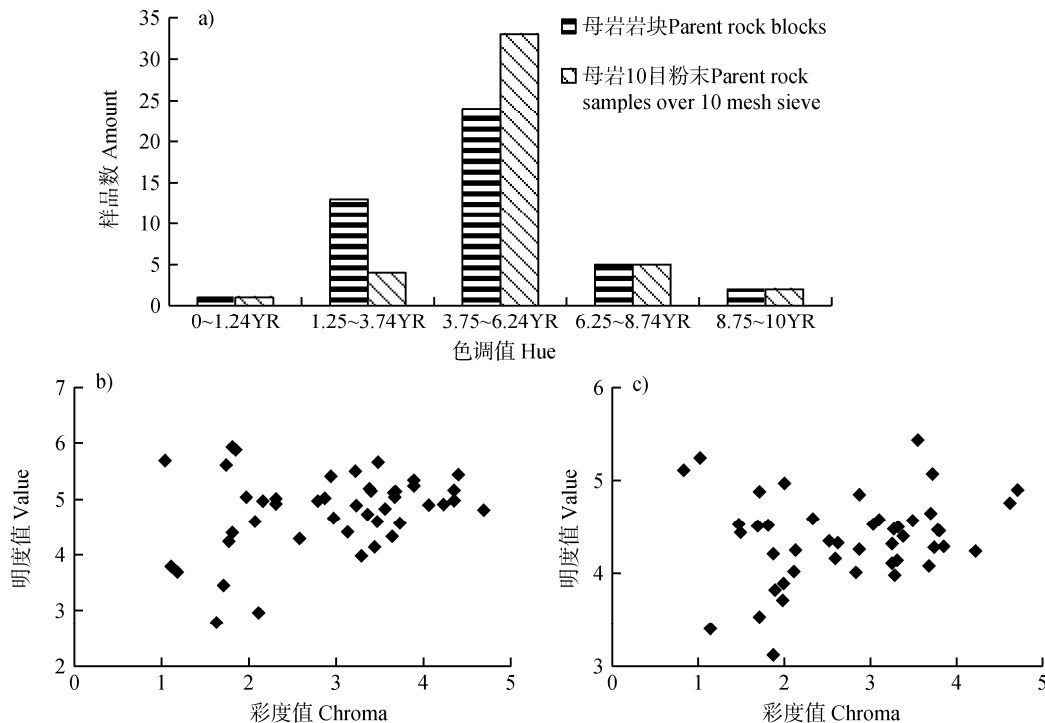 a)
35
30
25
20
15
10
5
0
样品数 Amount
母岩岩块Parent rock blocks
母岩10目粉末Parent rock
samples over 10 mesh sieve
0~1.24YR 1.25~3.74YR 3.75~6.24YR 6.25~8.74YR 8.75~10YR
色调值 Hue
b)
7
6
5
4
3
2
明度值 Value
0 1 2 3 4 5
彩度值 Chroma
c)
6
5
4
3
明度值 Value
0 1 2 3 4 5
彩度值 Chroma